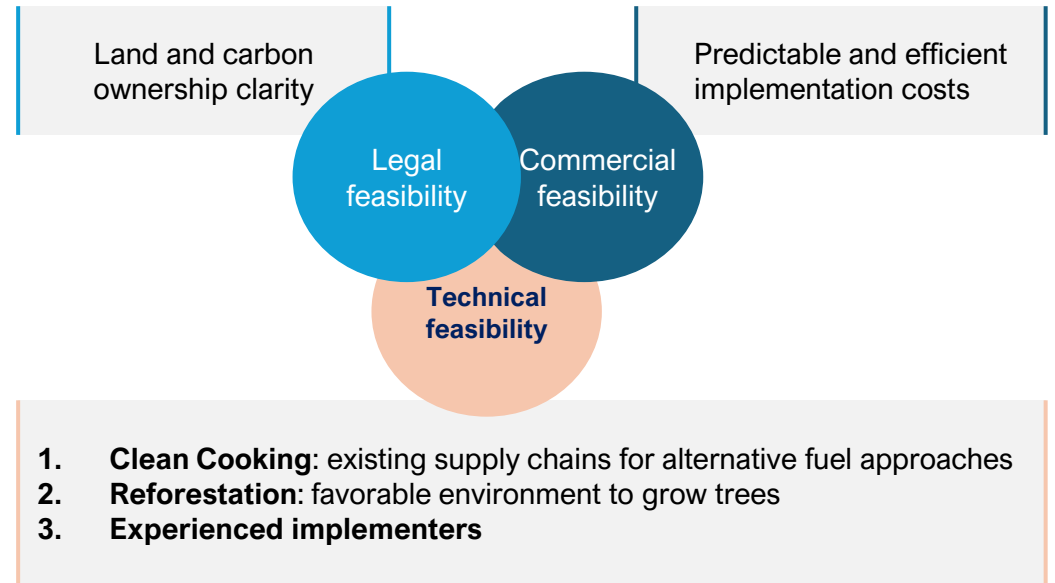 Land and carbon
ownership clarity
Predictable and efficient
implementation costs
Legal
feasibility
Commercial
feasibility
Technical
feasibility
1. Clean Cooking: existing supply chains for alternative fuel approaches
2. Reforestation: favorable environment to grow trees
3. Experienced implementers